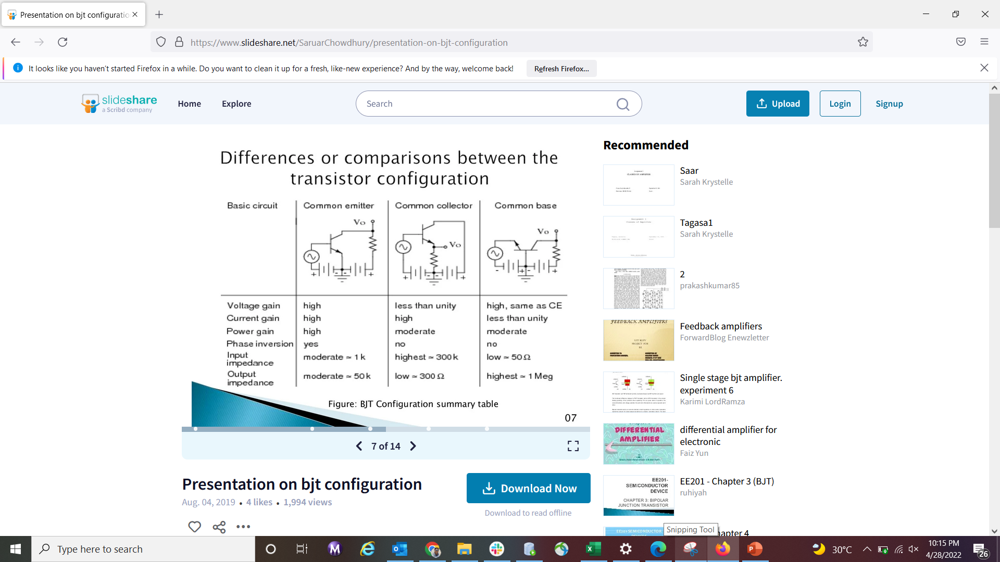 Presentation on bjt configuratio
https://www.slideshare.net/SaruarChowdhury/presentation-on-bjt-configuration
It looks like you haven't started Firefox in a while. Do you want to clean it up for a fresh, like-new experience? And by the way, welcome back!
Refresh Firefox...
slideshare
a Scribd company
Home
Explore
Search
Upload
Login
Signup
Differences or comparisons between the
transistor configuration
Basic circuit
Common emitter
Common collector
Common base
Vo
Vo
Vo
+ - - +
+ - - +
- + - +
Voltage gain high less than unity high, same as CE
Current gain high high less than unity
Power gain high moderate moderate
Phase inversion yes no no
Input
impedance moderate ≃ 1 k highest ≃ 300 k low ≃ 50 Ω
Output
impedance moderate ≃ 50 k low ≃ 300 Ω highest ≃ 1 Meg
Figure: BJT Configuration summary table
07
7 of 14
Presentation on bjt configuration
Aug. 04, 2019 • 4 likes • 1,994 views
Download Now
Download to read offline
Recommended
Saar
Sarah Krystelle
Tagasa1
Sarah Krystelle
2
prakashkumar85
FEEDBACK AMPLIFIERS
Feedback amplifiers
ForwardBlog Enewzletter
Single stage bjt amplifier.
experiment 6
Karimi LordRamza
DIFFERENTIAL
AMPLIFIER
differential amplifier for
electronic
Faiz Yun
EE201-
SEMICONDUCTOR
DEVICE
CHAPTER 3: BIPOLAR
JUNCTION TRANSISTOR
EE201 - Chapter 3 (BJT)
ruhiyah
EE201-SEMICONDUCTOR
Snipping Tool
hapter 4
Type here to search
30°C
10:15 PM
4/28/2022
26